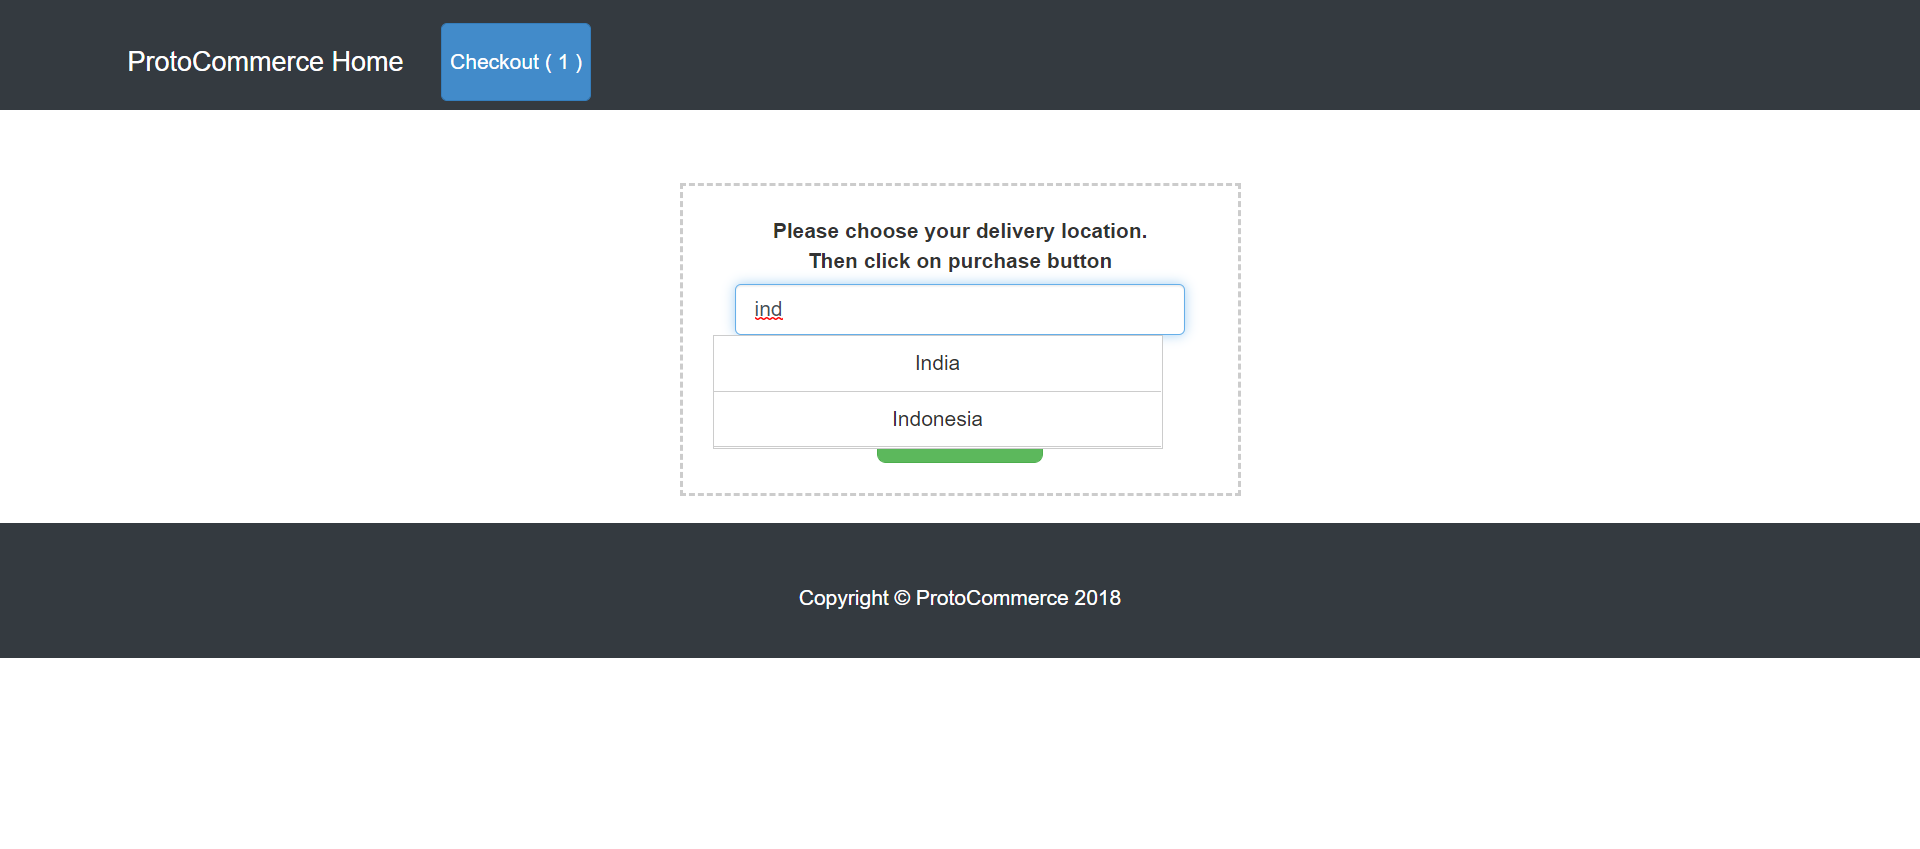 ProtoCommerce Home
Checkout ( 1 )
Please choose your delivery location.
Then click on purchase button
ind
India
Indonesia
Copyright © ProtoCommerce 2018